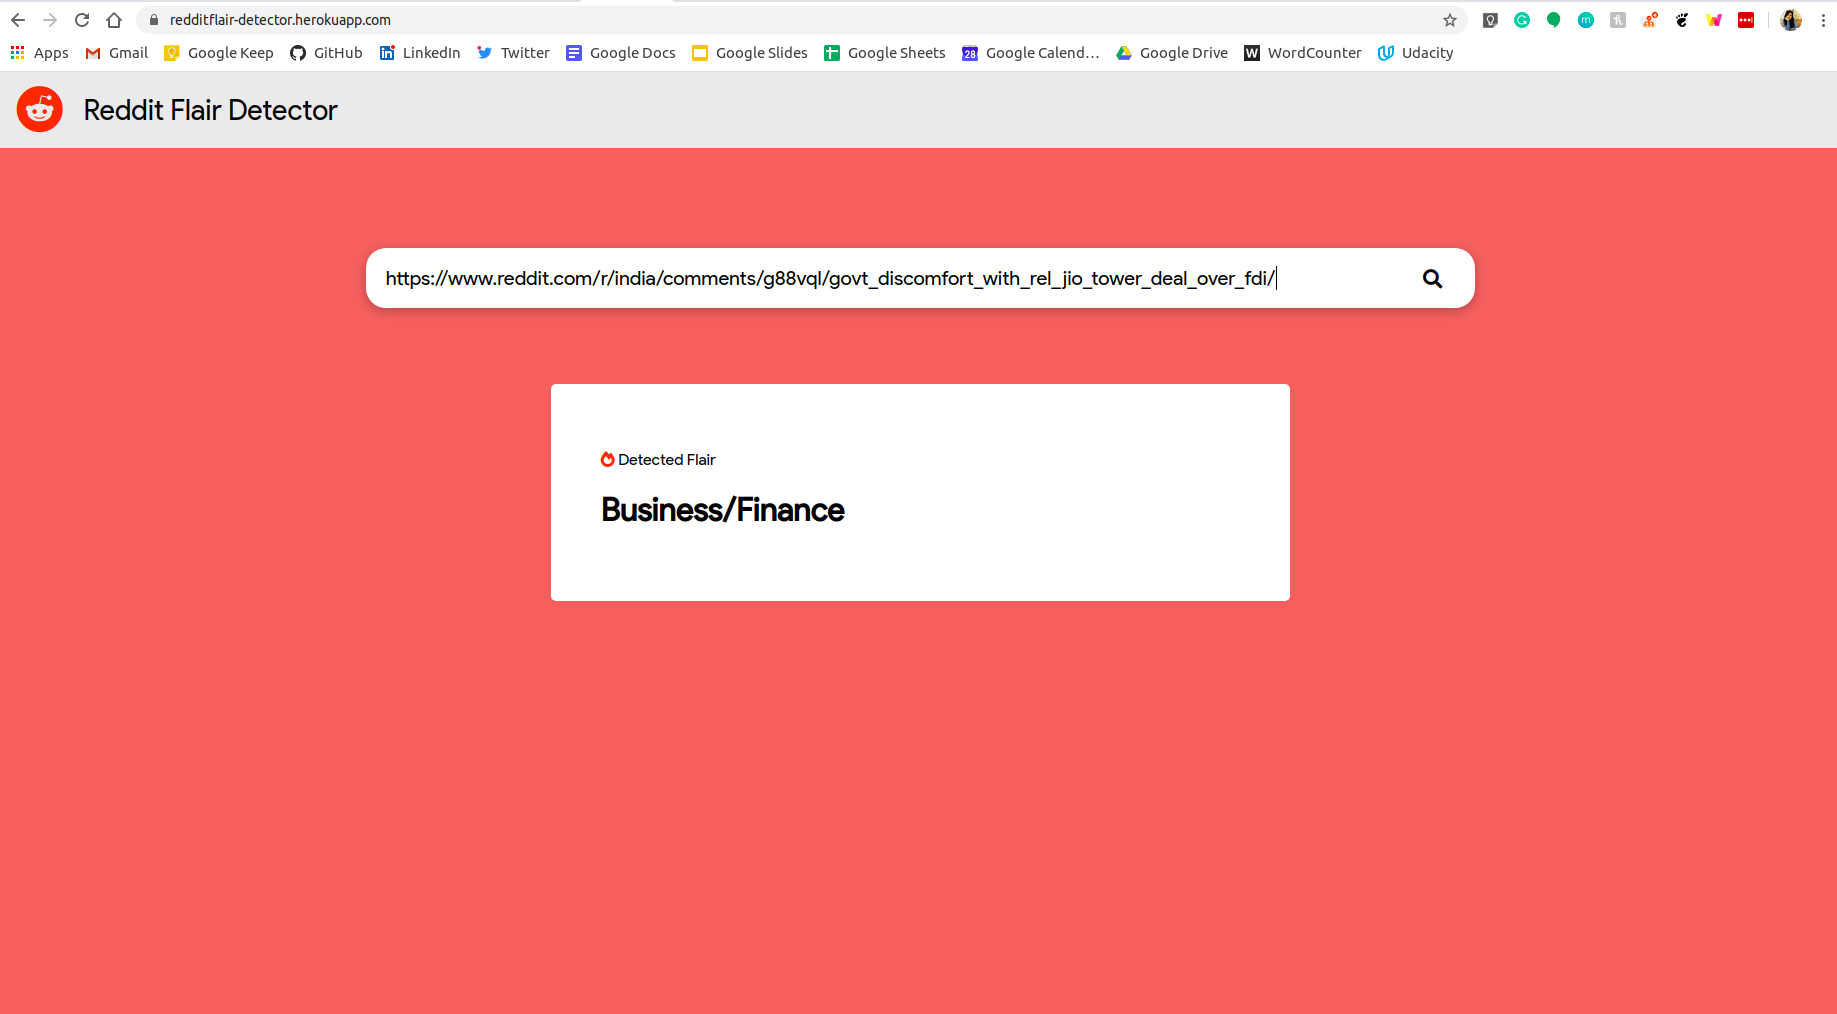 redditflair-detector.herokuapp.com
Apps Gmail Google Keep GitHub LinkedIn Twitter Google Docs Google Slides Google Sheets 28 Google Calend... Google Drive W WordCounter Udacity
Reddit Flair Detector
https://www.reddit.com/r/india/comments/g88vql/govt_discomfort_with_rel_jio_tower_deal_over_fdi/
Detected Flair
Business/Finance